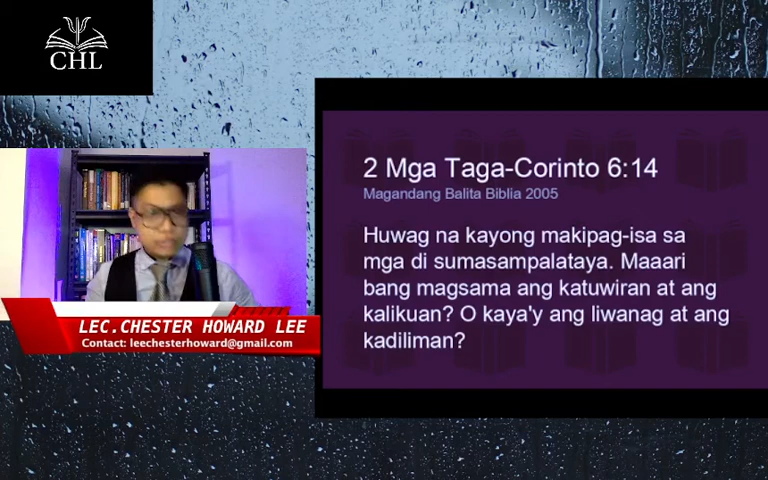 CHL
2 Mga Taga-Corinto 6:14
Magandang Balita Biblia 2005
Huwag na kayong makipag-isa sa
mga di sumasampalataya. Maaari
bang magsama ang katuwiran at ang
kalikuan? O kaya'y ang liwanag at ang
kadiliman?
LEC.CHESTER HOWARD LEE
Contact: leechesterhoward@gmail.com